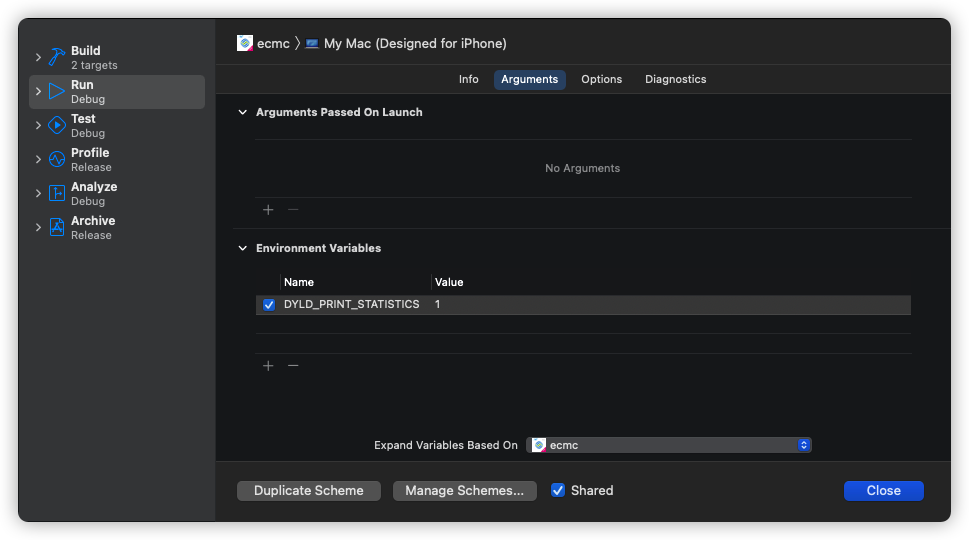 ecmc 〉 My Mac (Designed for iPhone)
Build
2 targets
Run
Debug
Test
Debug
Profile
Release
Analyze
Debug
Archive
Release
Info Arguments Options Diagnostics
Arguments Passed On Launch
No Arguments
Environment Variables
Name Value
DYLD_PRINT_STATISTICS 1
Expand Variables Based On ecmc
Duplicate Scheme Manage Schemes... Shared Close